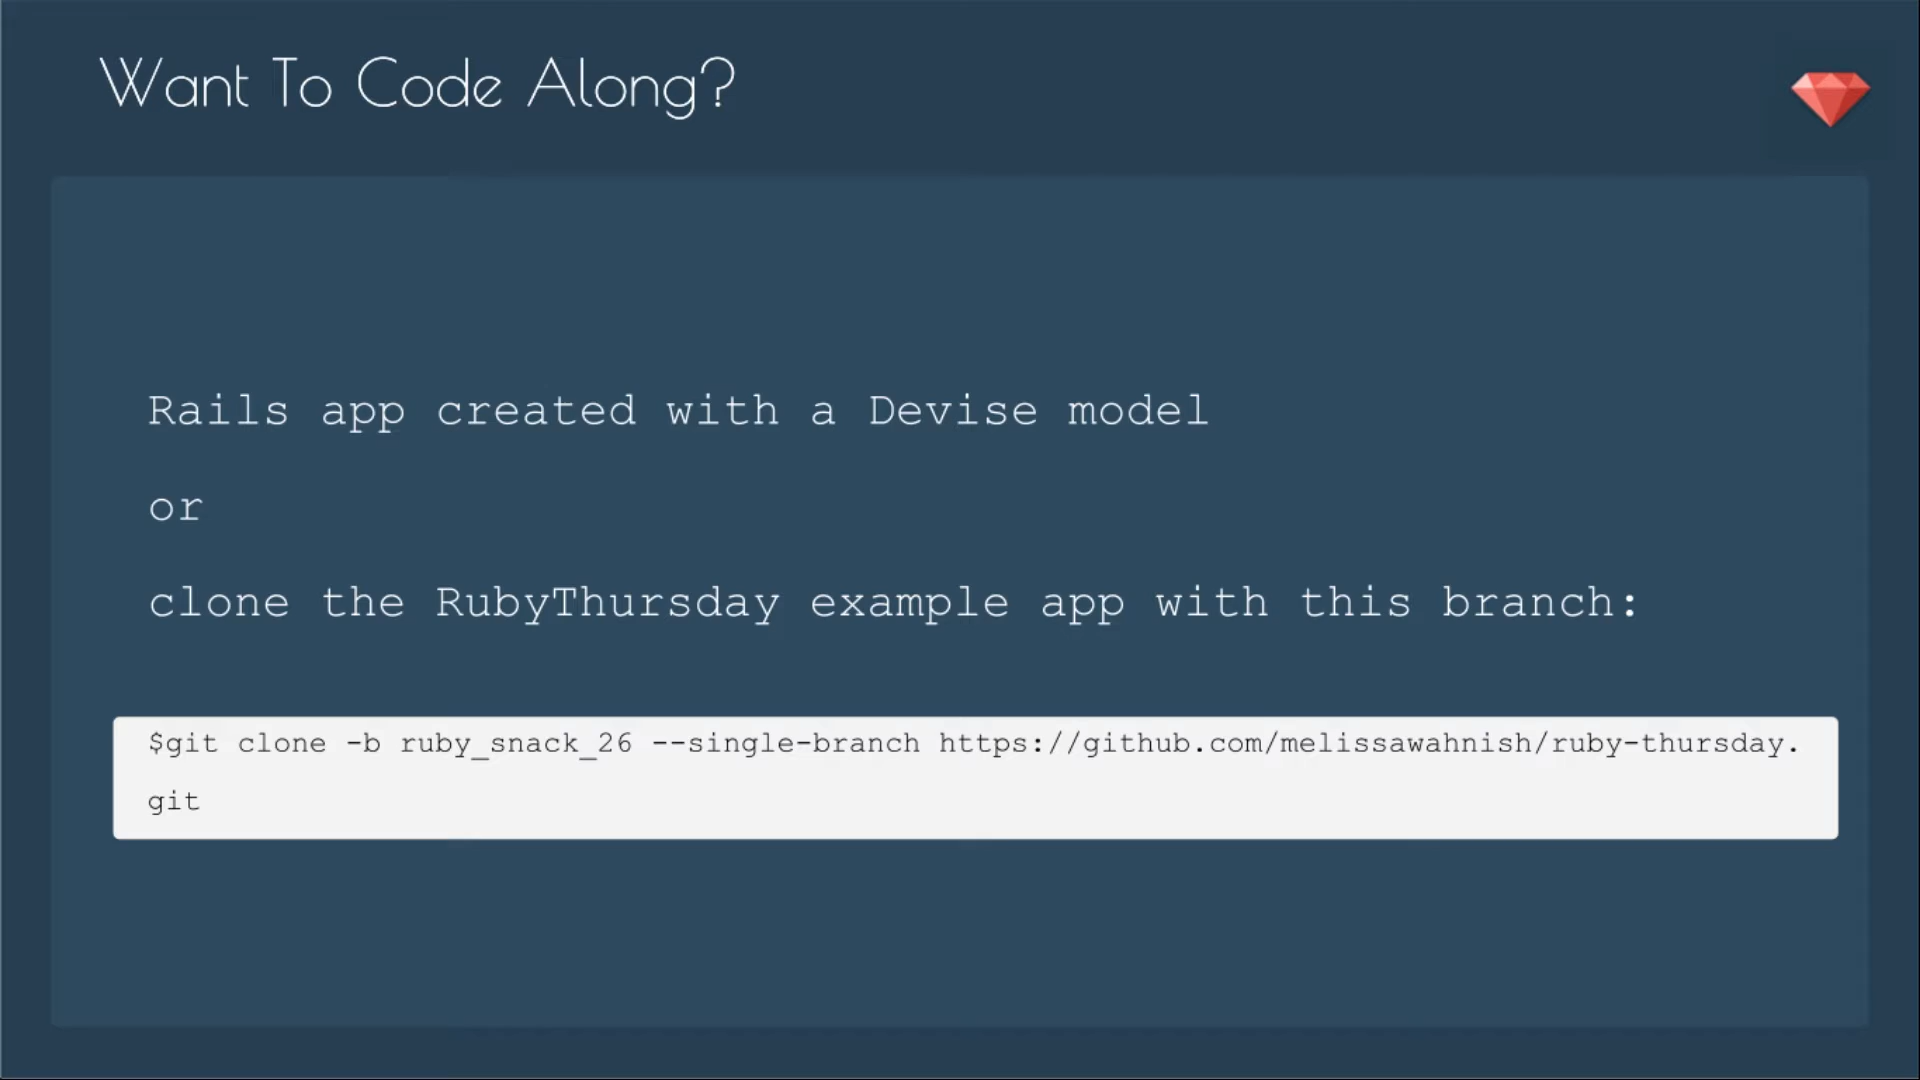 Want To Code Along?
Rails app created with a Devise model
or
clone the RubyThursday example app with this branch:
$git clone -b ruby_snack_26 --single-branch https://github.com/melissawahnish/ruby-thursday.
git